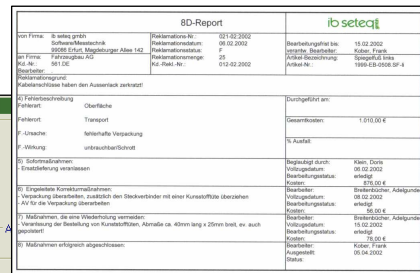 8D-Report
ib seteq
von Firma: ib seteq gmbh
Software/Messtechnik
99086 Erfurt, Magdeburger Allee 142
Reklamations-Nr.: 021-02.2002
Reklamationsdatum: 06.02.2002
Reklamationsstatus: F
Bearbeitungsfrist bis: 15.02.2002
verantw. Bearbeiter: Kober, Frank
an Firma: Fahrzeugbau AG
Kd.-Nr.: 561.DE
Bearbeiter:
Reklamationsmenge: 25
Kd.-Rekl.-Nr.: 012-02.2002
Artikel-Bezeichnung: Spiegelfuß links
Artikel-Nr.: 1999-EB-0508.SF-li
Reklamationsgrund:
Kabelanschlüsse haben den Aussenlack zerkratzt!
4) Fehlerbeschreibung
Fehlerart: Oberfläche
Fehlerort: Transport
F.-Ursache: fehlerhafte Verpackung
F.-Wirkung: unbrauchbar/Schrott
Durchgeführt am:
Gesamtkosten: 1.010,00 €
% Ausfall:
5) Sofortmaßnahmen:
- Ersatzlieferung veranlassen
Beglaubigt durch: Klein, Doris
Vollzugsdatum: 06.02.2002
Bearbeitungsstatus: erledigt
Kosten: 876,00 €
6) Eingeleitete Korrekturmaßnahmen:
- Verpackung überarbeiten, zusätzlich den Steckverbinder mit einer Kunstofftüte überziehen
- AV für die Verpackung überarbeiten
Bearbeiter: Breitenbücher, Adelgunde
Vollzugsdatum: 08.02.2002
Bearbeitungsstatus: erledigt
Kosten: 56,00 €
7) Maßnahmen, die eine Wiederholung vermeiden:
- Veranlassung der Bestellung von Kunststofftüten, Abmaße ca. 40mm lang x 25mm breit, ev. auch
gepolstert!
Bearbeiter: Breitenbücher, Adelgunde
Vollzugsdatum: 15.02.2002
Bearbeitungsstatus: erledigt
Kosten: 78,00 €
8) Maßnahmen erfolgreich abgeschlossen:
Bearbeiter: Kober, Frank
Ausgestellt: 05.04.2002
Status: